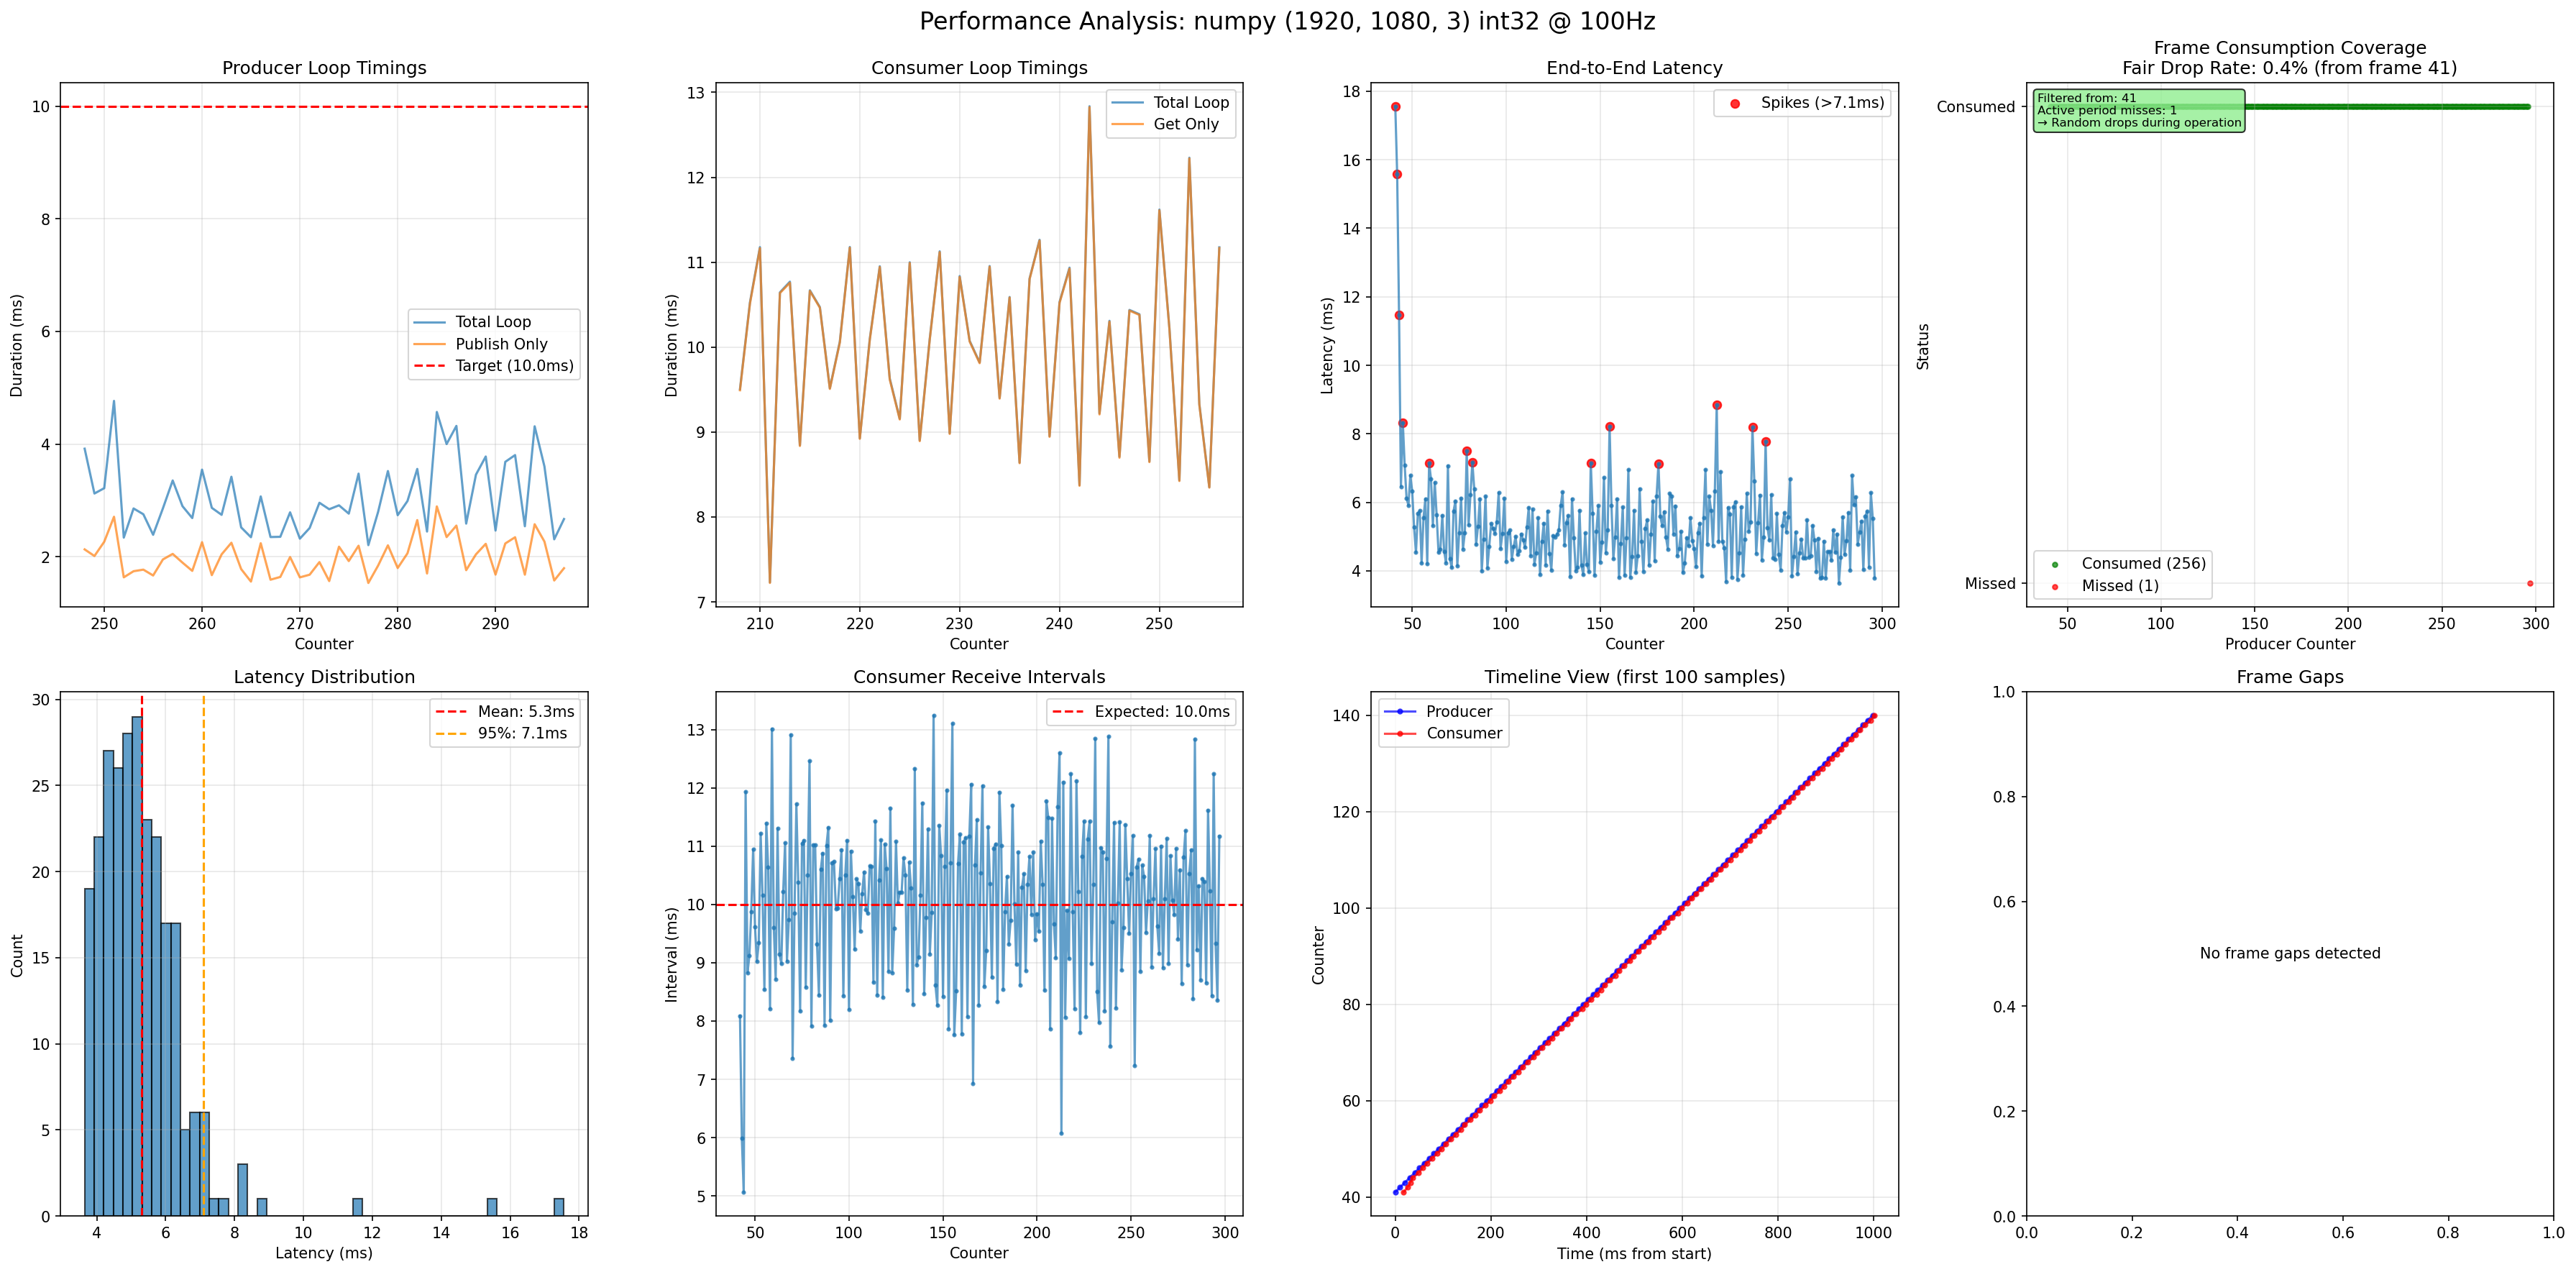 Performance Analysis: numpy (1920, 1080, 3) int32 @ 100Hz
Producer Loop Timings
Duration (ms)
10
8
6
4
2
Total Loop
Publish Only
Target (10.0ms)
250 260 270 280 290
Counter
Consumer Loop Timings
Duration (ms)
13
12
11
10
9
8
7
Total Loop
Get Only
210 220 230 240 250
Counter
End-to-End Latency
Latency (ms)
18
16
14
12
10
8
6
4
Spikes (>7.1ms)
50 100 150 200 250 300
Counter
Frame Consumption Coverage
Fair Drop Rate: 0.4% (from frame 41)
Status
Consumed
Missed
Filtered from: 41
Active period misses: 1
→ Random drops during operation
Consumed (256)
Missed (1)
50 100 150 200 250 300
Producer Counter
Latency Distribution
Count
30
25
20
15
10
5
0
Mean: 5.3ms
95%: 7.1ms
4 6 8 10 12 14 16 18
Latency (ms)
Consumer Receive Intervals
Interval (ms)
13
12
11
10
9
8
7
6
5
Expected: 10.0ms
50 100 150 200 250 300
Counter
Timeline View (first 100 samples)
Counter
140
120
100
80
60
40
Producer
Consumer
0 200 400 600 800 1000
Time (ms from start)
Frame Gaps
1.0
0.8
0.6
0.4
0.2
0.0
No frame gaps detected
0.0 0.2 0.4 0.6 0.8 1.0